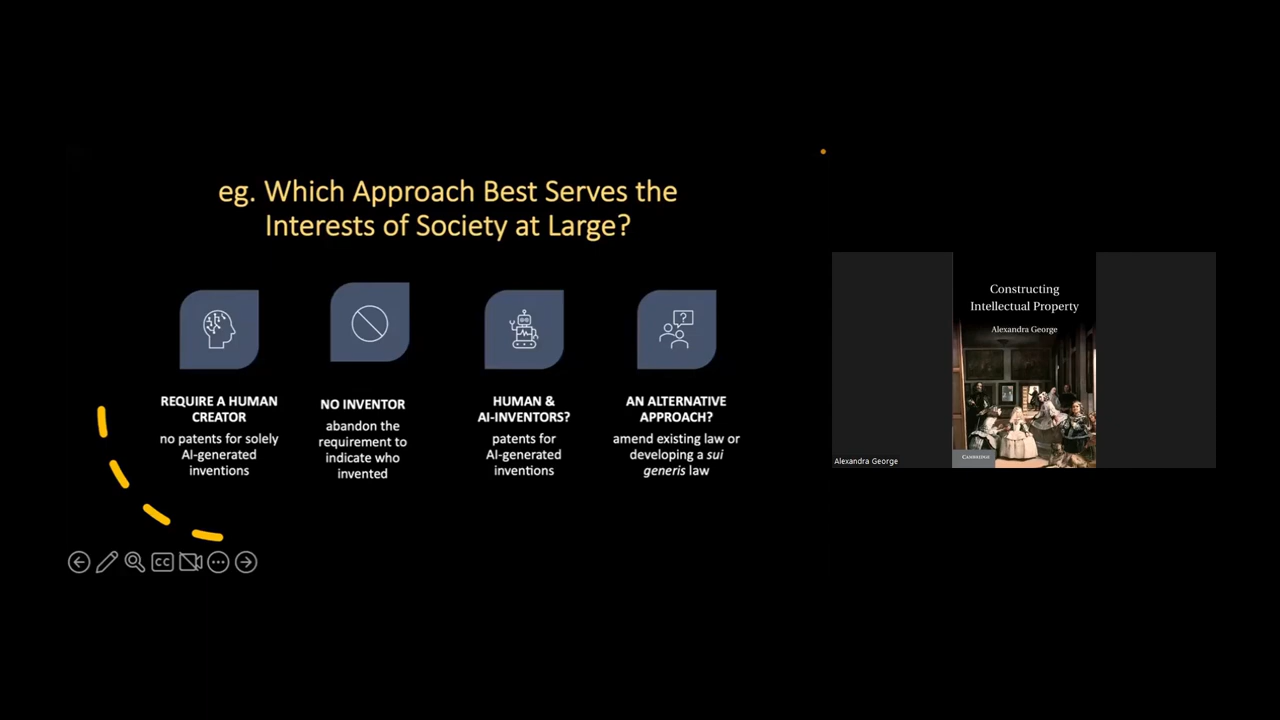 eg. Which Approach Best Serves the
Interests of Society at Large?
REQUIRE A HUMAN
CREATOR
no patents for solely
AI-generated
inventions
NO INVENTOR
abandon the
requirement to
indicate who
invented
HUMAN &
AI-INVENTORS?
patents for
AI-generated
inventions
AN ALTERNATIVE
APPROACH?
amend existing law or
developing a sui
generis law
CC
Constructing
Intellectual Property
Alexandra George
CAMBRIDGE
Alexandra George